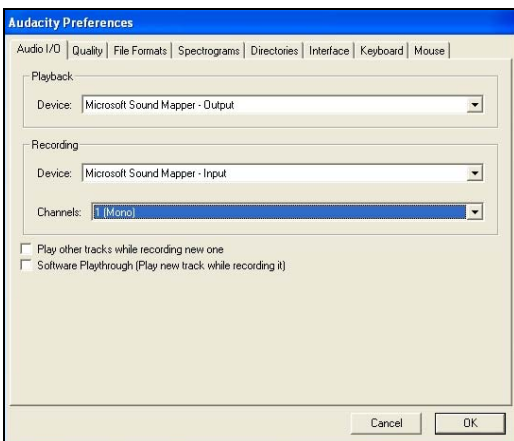 Audacity Preferences
Audio I/O Quality File Formats Spectrograms Directories Interface Keyboard Mouse
Playback
Device: Microsoft Sound Mapper - Output
Recording
Device: Microsoft Sound Mapper - Input
Channels: 1 (Mono)
Play other tracks while recording new one
Software Playthrough (Play new track while recording it)
Cancel OK